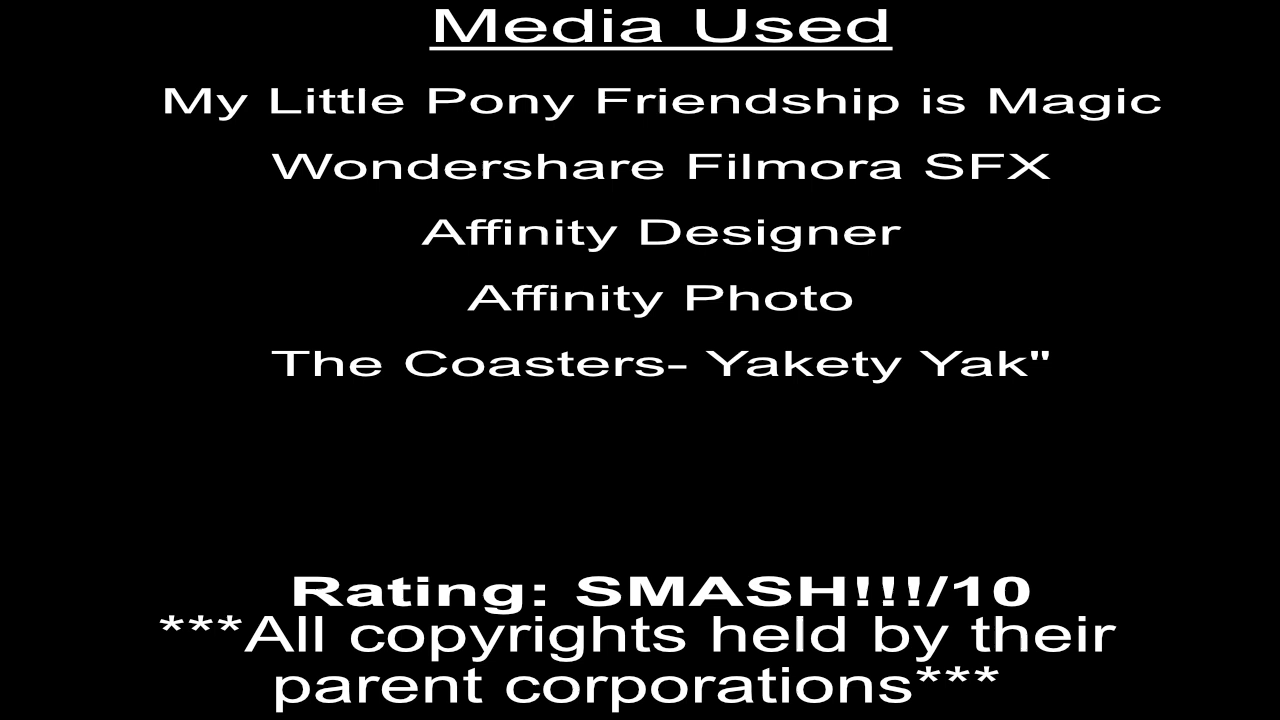 Media Used
My Little Pony Friendship is Magic
Wondershare Filmora SFX
Affinity Designer
Affinity Photo
The Coasters- Yakety Yak"
Rating: SMASH!!!/10
***All copyrights held by their
parent corporations***